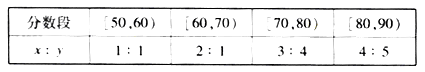 分数段 [50,60) [60,70) [70,80) [80,90)
x : y 1 : 1 2 : 1 3 : 4 4 : 5